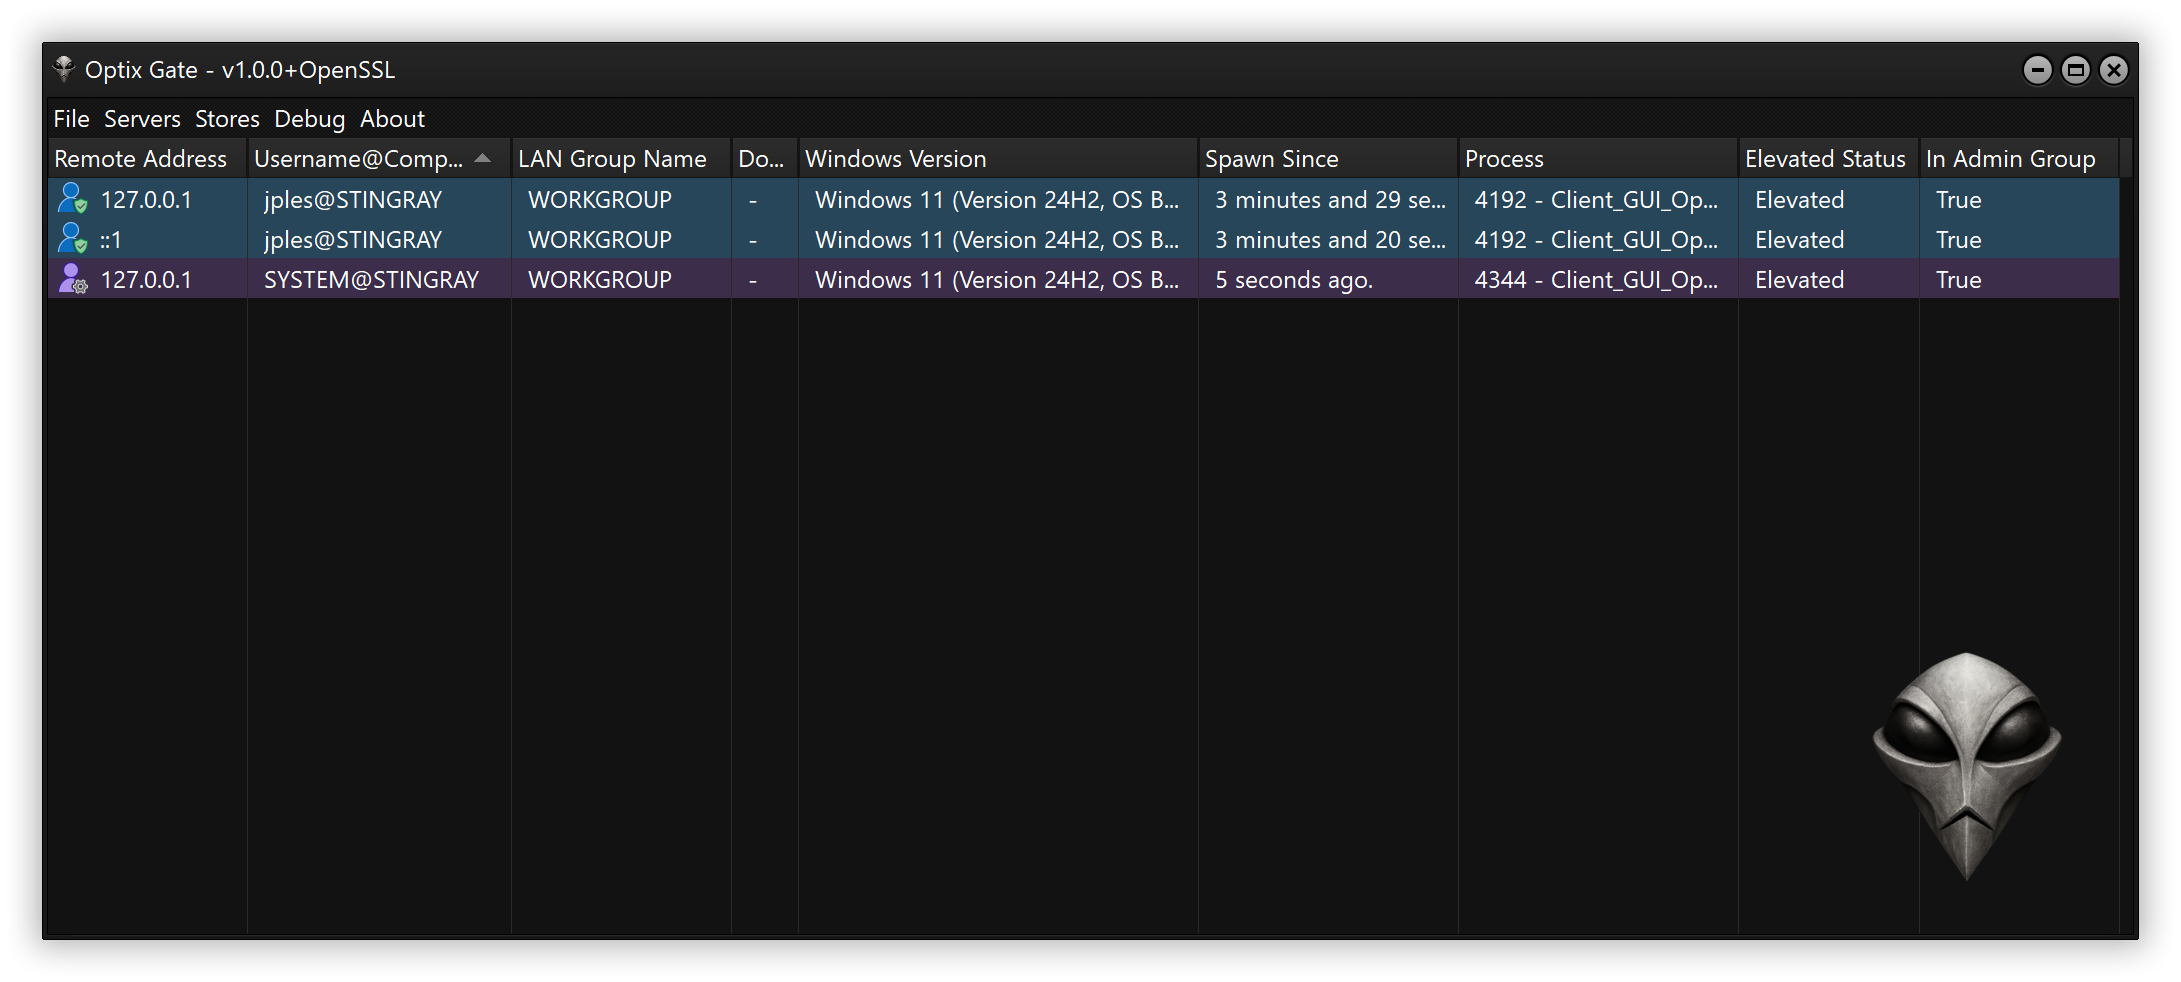 Optix Gate - v1.0.0+OpenSSL
File Servers Stores Debug About
Remote Address Username@Comp... LAN Group Name Do... Windows Version Spawn Since Process Elevated Status In Admin Group
127.0.0.1 jples@STINGRAY WORKGROUP - Windows 11 (Version 24H2, OS B... 3 minutes and 29 se... 4192 - Client_GUI_Op... Elevated True
::1 jples@STINGRAY WORKGROUP - Windows 11 (Version 24H2, OS B... 3 minutes and 20 se... 4192 - Client_GUI_Op... Elevated True
127.0.0.1 SYSTEM@STINGRAY WORKGROUP - Windows 11 (Version 24H2, OS B... 5 seconds ago. 4344 - Client_GUI_Op... Elevated True